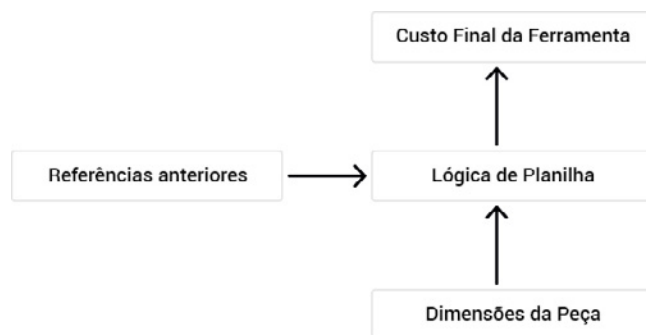 Custo Final da Ferramenta
Referências anteriores
Lógica de Planilha
Dimensões da Peça